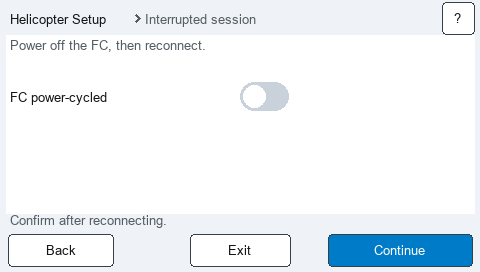 Helicopter Setup > Interrupted session
?
Power off the FC, then reconnect.
FC power-cycled
Confirm after reconnecting.
Back Exit Continue